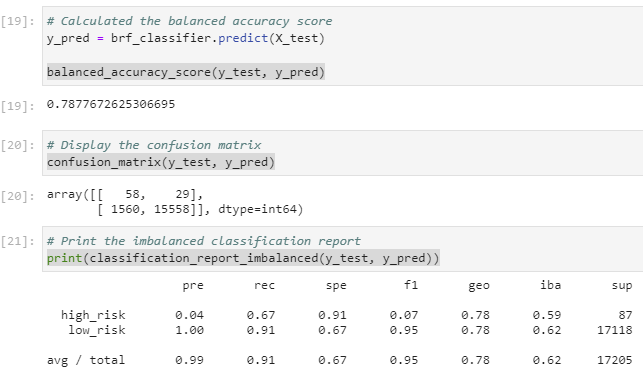 [19]: # Calculated the balanced accuracy score
y_pred = brf_classifier.predict(X_test)
balanced_accuracy_score(y_test, y_pred)
[19]: 0.7877672625306695
[20]: # Display the confusion matrix
confusion_matrix(y_test, y_pred)
[20]: array([[   58,    29],
       [ 1560, 15558]], dtype=int64)
[21]: # Print the imbalanced classification report
print(classification_report_imbalanced(y_test, y_pred))
pre rec spe f1 geo iba sup
high_risk 0.04 0.67 0.91 0.07 0.78 0.59 87
low_risk 1.00 0.91 0.67 0.95 0.78 0.62 17118
avg / total 0.99 0.91 0.67 0.95 0.78 0.62 17205